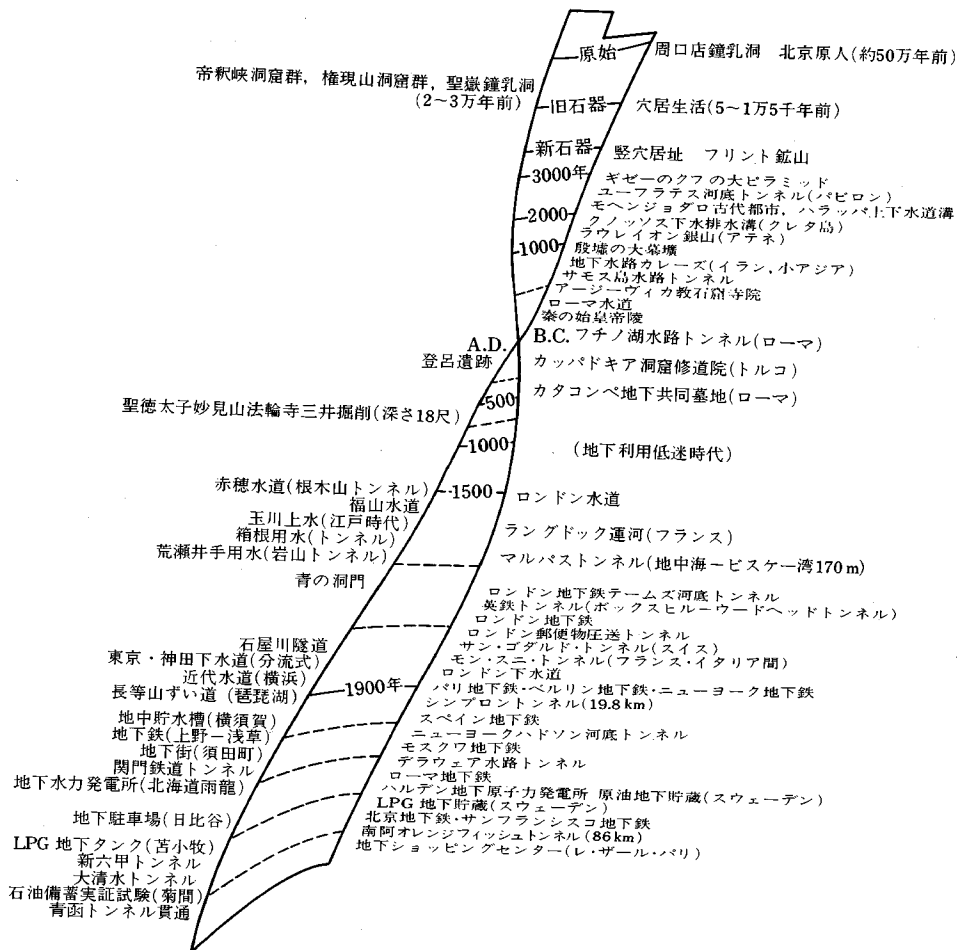 原始
周口店鐘乳洞　北京原人(約50万年前)
帝釈峡洞窟群，権現山洞窟群，聖嶽鐘乳洞
(2〜3万年前)
旧石器
穴居生活(5〜1万5千年前)
新石器
竪穴居址　フリント鉱山
3000年
ギゼーのクフの大ピラミッド
ユーフラテス河底トンネル(バビロン)
モヘンジョダロ古代都市，ハラッパ上下水道溝
2000
クノッソス下水排水溝(クレタ島)
ラウレイオン銀山(アテネ)
1000
殷墟の大墓壙
地下水路カレーズ(イラン，小アジア)
サモス島水路トンネル
アージーヴィカ教石窟寺院
ローマ水道
秦の始皇帝陵
A.D.
B.C. フチノ湖水路トンネル(ローマ)
登呂遺跡
カッパドキア洞窟修道院(トルコ)
500
カタコンベ地下共同墓地(ローマ)
聖徳太子妙見山法輪寺三井掘削(深さ18尺)
1000
(地下利用低迷時代)
赤穂水道(根木山トンネル)
1500
ロンドン水道
福山水道
玉川上水(江戸時代)
箱根用水(トンネル)
ラングドック運河(フランス)
荒瀬井手用水(岩山トンネル)
マルパストンネル(地中海－ビスケー湾170m)
青の洞門
ロンドン地下鉄テームズ河底トンネル
英鉄トンネル(ボックスヒル－ウードヘッドトンネル)
ロンドン地下鉄
石屋川隧道
ロンドン郵便物圧送トンネル
東京・神田下水道(分流式)
サン・ゴダルド・トンネル(スイス)
モン・スニ・トンネル(フランス・イタリア間)
近代水道(横浜)
ロンドン下水道
長等山ずい道(琵琶湖)
1900年
パリ地下鉄・ベルリン地下鉄・ニューヨーク地下鉄
シンプロントンネル(19.8km)
地中貯水槽(横須賀)
スペイン地下鉄
地下鉄(上野－浅草)
ニューヨークハドソン河底トンネル
地下街(須田町)
モスクワ地下鉄
関門鉄道トンネル
デラウェア水路トンネル
地下水力発電所(北海道雨龍)
ローマ地下鉄
ハルデン地下原子力発電所　原油地下貯蔵(スウェーデン)
LPG地下貯蔵(スウェーデン)
地下駐車場(日比谷)
北京地下鉄・サンフランシスコ地下鉄
LPG地下タンク(苫小牧)
南阿オレンジフィッシュトンネル(86km)
新六甲トンネル
地下ショッピングセンター(レ・ザール・パリ)
大清水トンネル
石油備蓄実証試験(菊間)
青函トンネル貫通